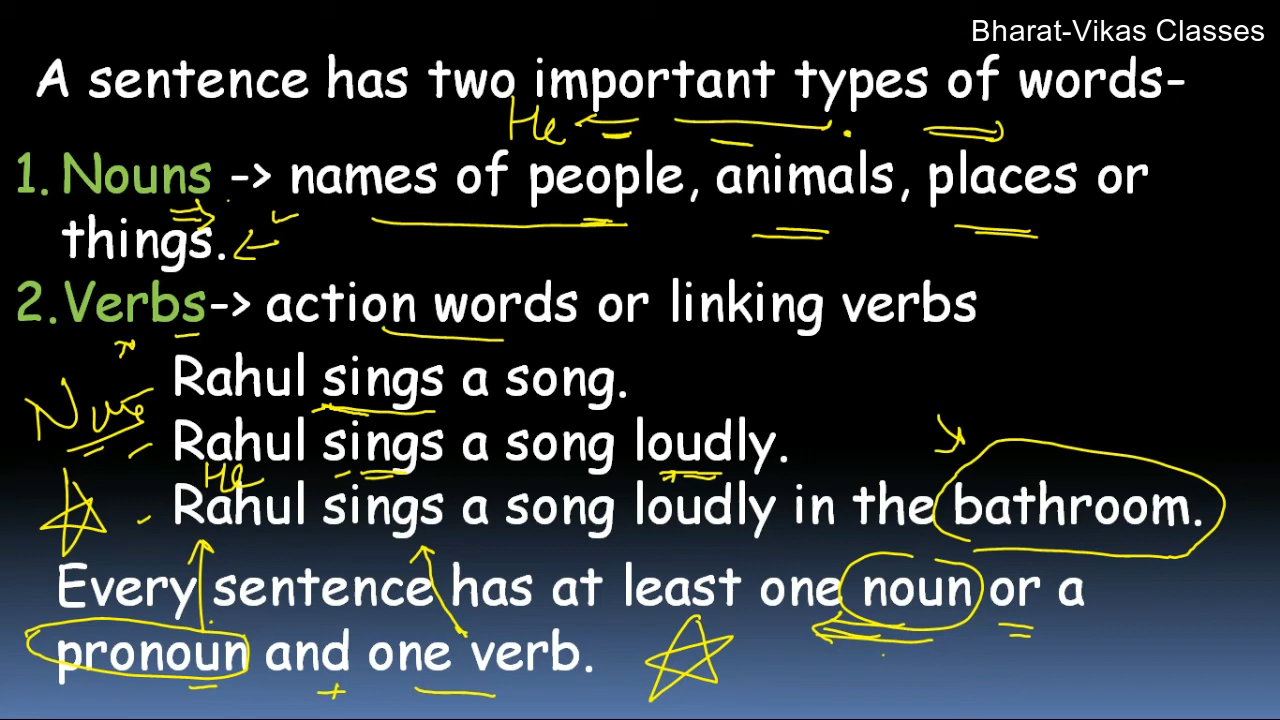 Bharat-Vikas Classes
A sentence has two important types of words-
He
1. Nouns -> names of people, animals, places or
things.
2. Verbs-> action words or linking verbs
Rahul sings a song.
Rahul sings a song loudly.
He
Rahul sings a song loudly in the bathroom.
Every sentence has at least one noun or a
pronoun and one verb.